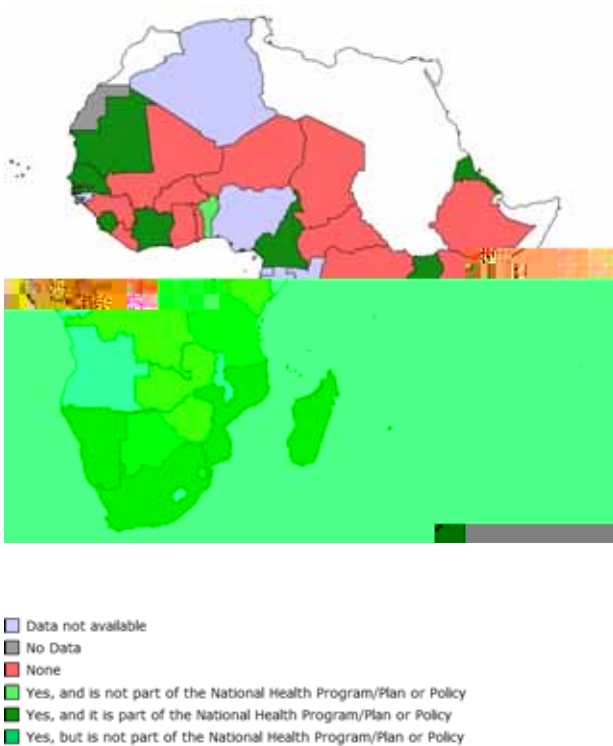 Data not available
No Data
None
Yes, and is not part of the National Health Program/Plan or Policy
Yes, and it is part of the National Health Program/Plan or Policy
Yes, but is not part of the National Health Program/Plan or Policy